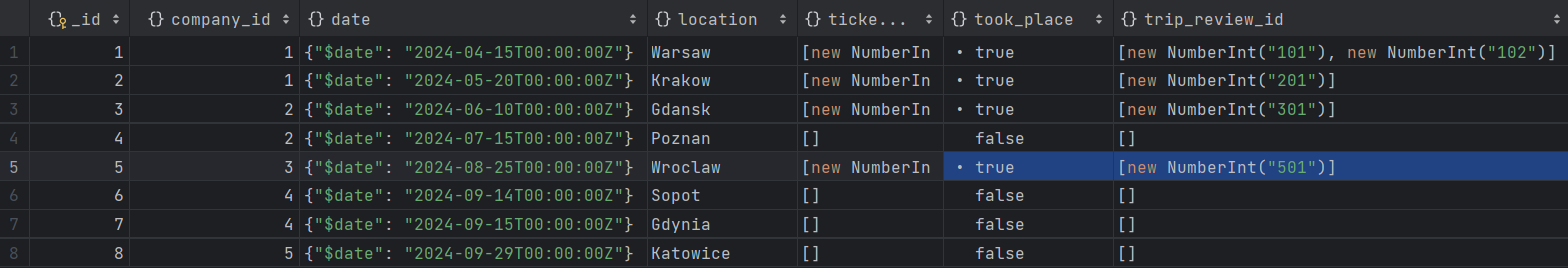 {} _id {} company_id {} date {} location {} ticke... {} took_place {} trip_review_id
1 1 1 {"$date": "2024-04-15T00:00:00Z"} Warsaw [new NumberIn • true [new NumberInt("101"), new NumberInt("102")]
2 2 1 {"$date": "2024-05-20T00:00:00Z"} Krakow [new NumberIn • true [new NumberInt("201")]
3 3 2 {"$date": "2024-06-10T00:00:00Z"} Gdansk [new NumberIn • true [new NumberInt("301")]
4 4 2 {"$date": "2024-07-15T00:00:00Z"} Poznan [] false []
5 5 3 {"$date": "2024-08-25T00:00:00Z"} Wroclaw [new NumberIn • true [new NumberInt("501")]
6 6 4 {"$date": "2024-09-14T00:00:00Z"} Sopot [] false []
7 7 4 {"$date": "2024-09-15T00:00:00Z"} Gdynia [] false []
8 8 5 {"$date": "2024-09-29T00:00:00Z"} Katowice [] false []